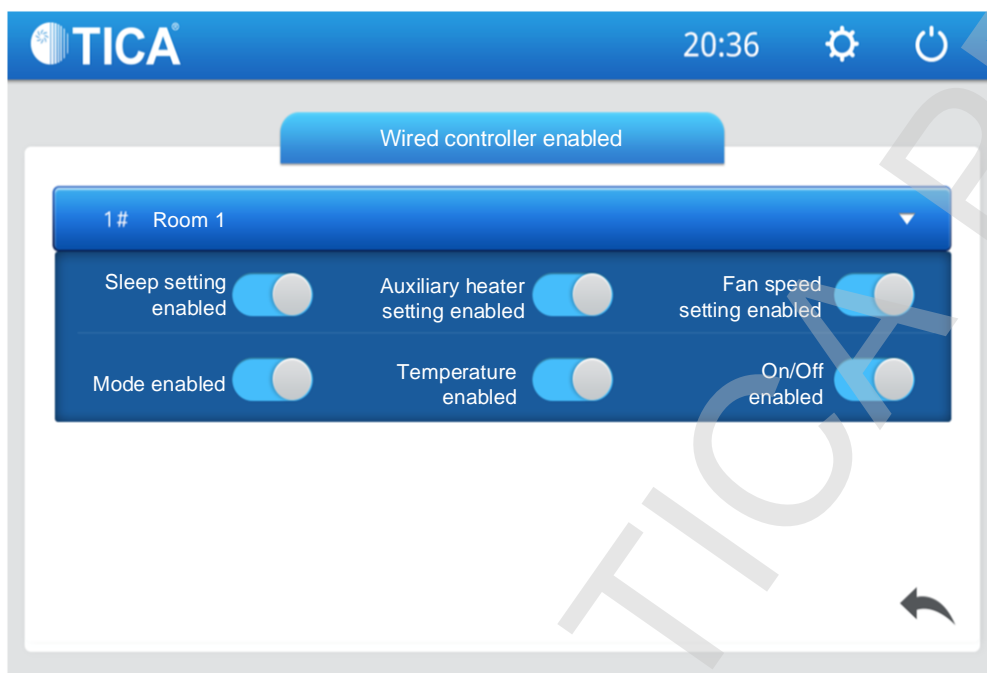 TICA®
20:36
Wired controller enabled
1# Room 1
Sleep setting
enabled
Auxiliary heater
setting enabled
Fan speed
setting enabled
Mode enabled
Temperature
enabled
On/Off
enabled
TICA